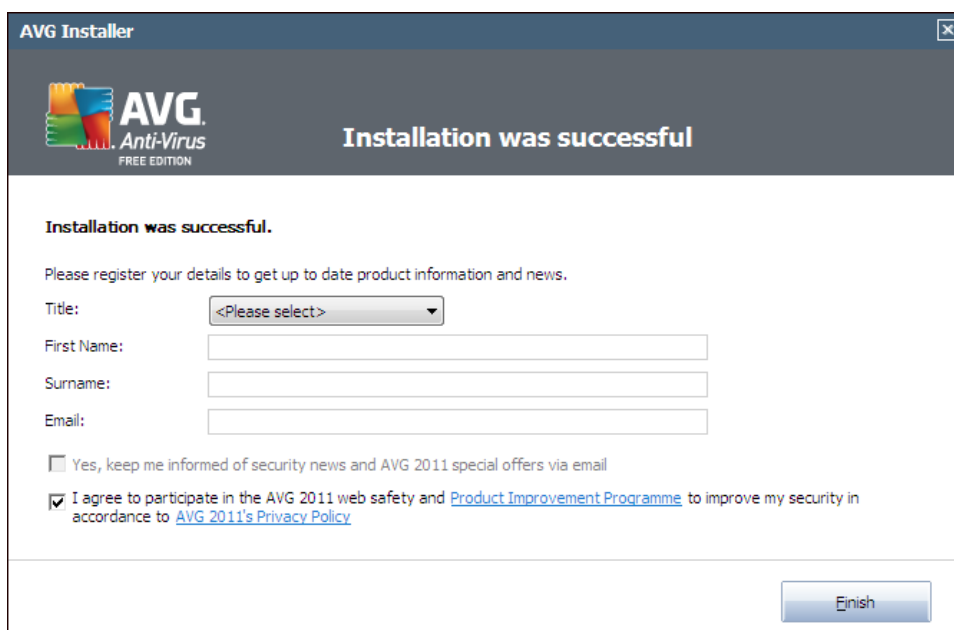 AVG Installer
AVG.
Anti-Virus
FREE EDITION
Installation was successful
Installation was successful.
Please register your details to get up to date product information and news.
Title: <Please select>
First Name:
Surname:
Email:
Yes, keep me informed of security news and AVG 2011 special offers via email
I agree to participate in the AVG 2011 web safety and Product Improvement Programme to improve my security in
accordance to AVG 2011's Privacy Policy
Finish